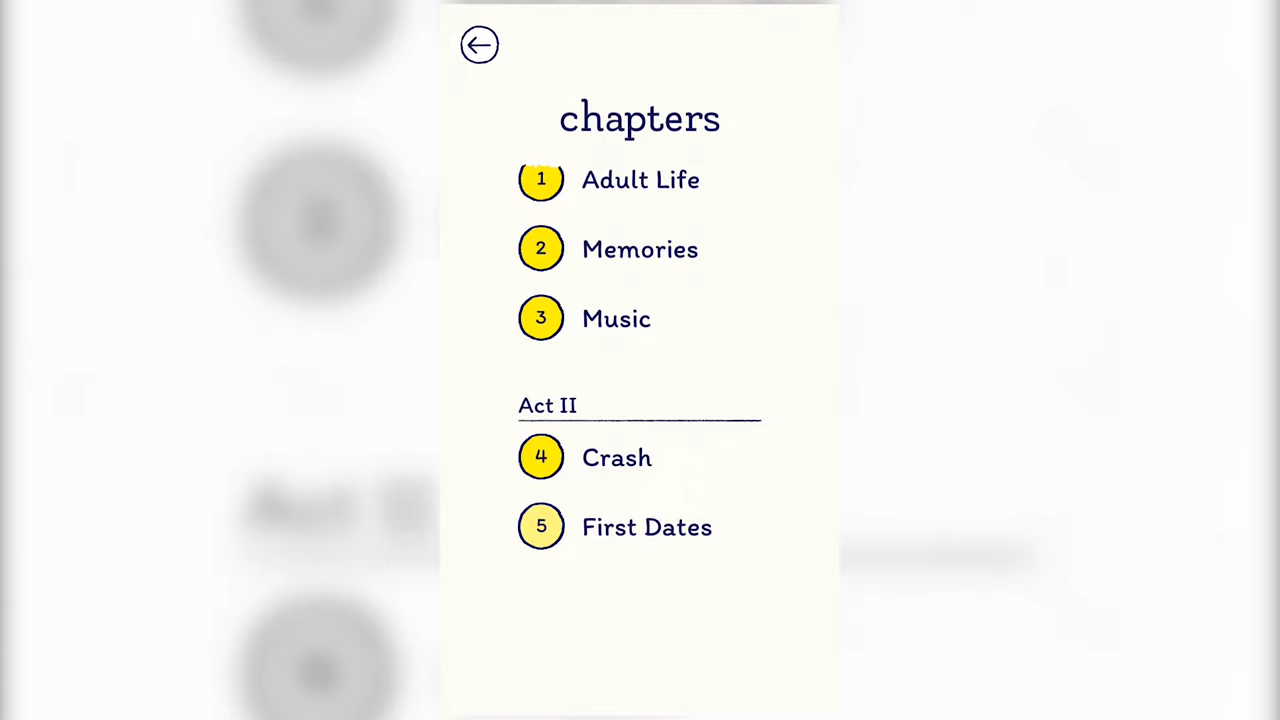 chapters
1 Adult Life
2 Memories
3 Music
Act II
4 Crash
5 First Dates